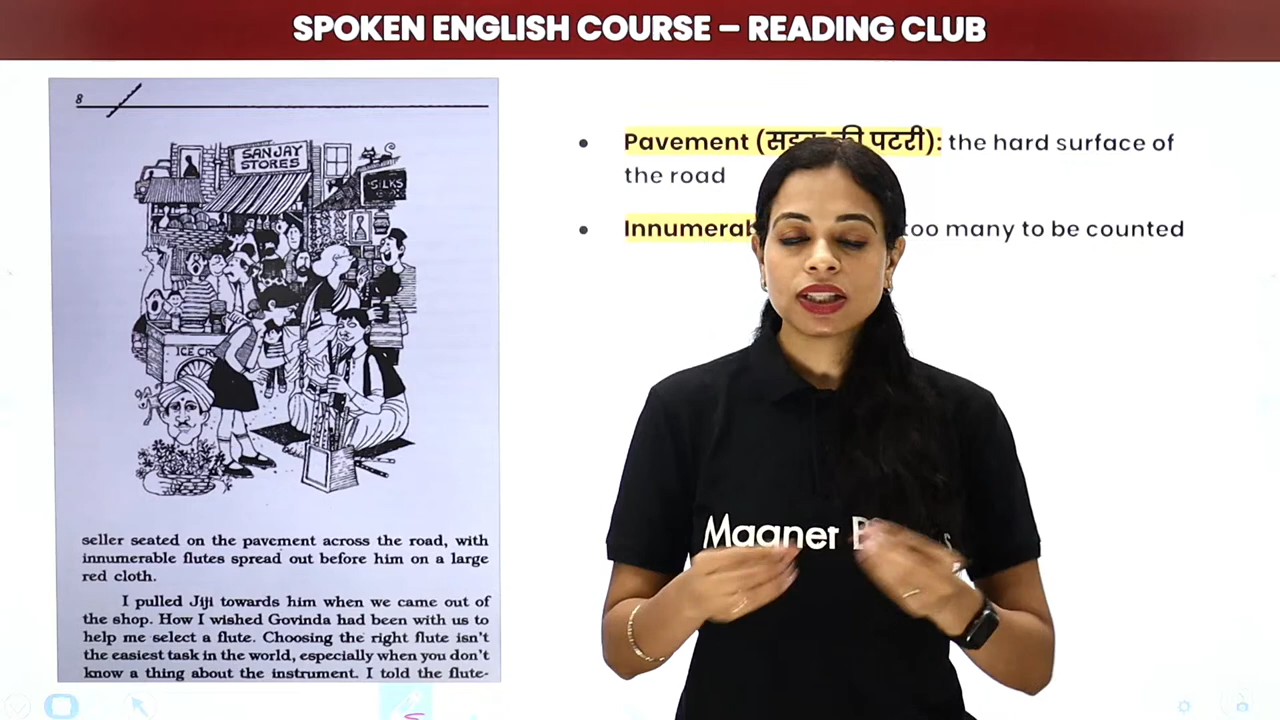 SPOKEN ENGLISH COURSE – READING CLUB
8
SANJAY
STORES
SILKS
ICE
seller seated on the pavement across the road, with
innumerable flutes spread out before him on a large
red cloth.
I pulled Jiji towards him when we came out of
the shop. How I wished Govinda had been with us to
help me select a flute. Choosing the right flute isn't
the easiest task in the world, especially when you don't
know a thing about the instrument. I told the flute-
• Pavement (सड़क की पटरी): the hard surface of
the road
• too many to be counted
Magnet